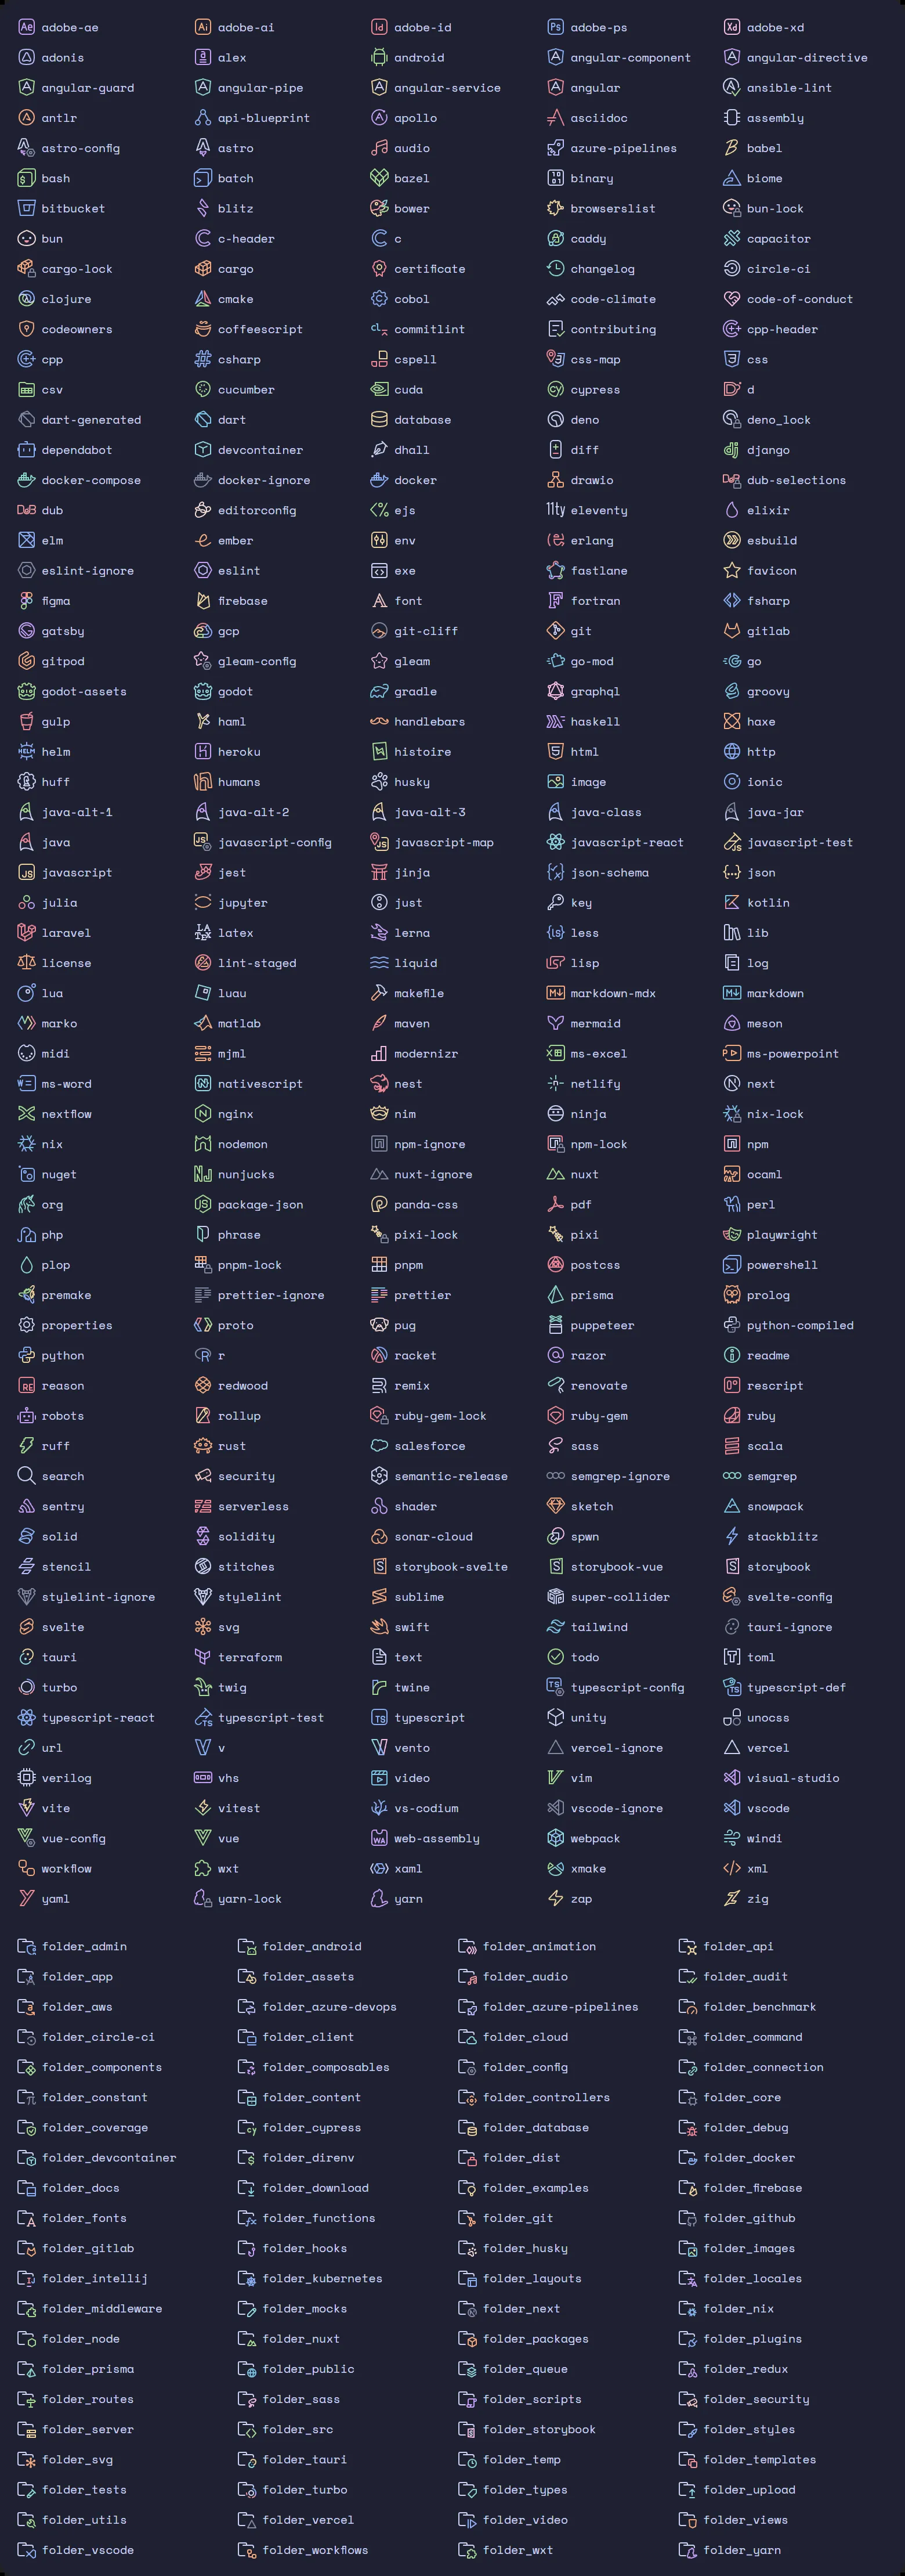 adobe-ae adobe-ai adobe-id adobe-ps adobe-xd
adonis alex android angular-component angular-directive
angular-guard angular-pipe angular-service angular ansible-lint
antlr api-blueprint apollo asciidoc assembly
astro-config astro audio azure-pipelines babel
bash batch bazel binary biome
bitbucket blitz bower browserslist bun-lock
bun c-header c caddy capacitor
cargo-lock cargo certificate changelog circle-ci
clojure cmake cobol code-climate code-of-conduct
codeowners coffeescript commitlint contributing cpp-header
cpp csharp cspell css-map css
csv cucumber cuda cypress d
dart-generated dart database deno deno_lock
dependabot devcontainer dhall diff django
docker-compose docker-ignore docker drawio dub-selections
dub editorconfig ejs eleventy elixir
elm ember env erlang esbuild
eslint-ignore eslint exe fastlane favicon
figma firebase font fortran fsharp
gatsby gcp git-cliff git gitlab
gitpod gleam-config gleam go-mod go
godot-assets godot gradle graphql groovy
gulp haml handlebars haskell haxe
helm heroku histoire html http
huff humans husky image ionic
java-alt-1 java-alt-2 java-alt-3 java-class java-jar
java javascript-config javascript-map javascript-react javascript-test
javascript jest jinja json-schema json
julia jupyter just key kotlin
laravel latex lerna less lib
license lint-staged liquid lisp log
lua luau makefile markdown-mdx markdown
marko matlab maven mermaid meson
midi mjml modernizr ms-excel ms-powerpoint
ms-word nativescript nest netlify next
nextflow nginx nim ninja nix-lock
nix nodemon npm-ignore npm-lock npm
nuget nunjucks nuxt-ignore nuxt ocaml
org package-json panda-css pdf perl
php phrase pixi-lock pixi playwright
plop pnpm-lock pnpm postcss powershell
premake prettier-ignore prettier prisma prolog
properties proto pug puppeteer python-compiled
python r racket razor readme
reason redwood remix renovate rescript
robots rollup ruby-gem-lock ruby-gem ruby
ruff rust salesforce sass scala
search security semantic-release semgrep-ignore semgrep
sentry serverless shader sketch snowpack
solid solidity sonar-cloud spwn stackblitz
stencil stitches storybook-svelte storybook-vue storybook
stylelint-ignore stylelint sublime super-collider svelte-config
svelte svg swift tailwind tauri-ignore
tauri terraform text todo toml
turbo twig twine typescript-config typescript-def
typescript-react typescript-test typescript unity unocss
url v vento vercel-ignore vercel
verilog vhs video vim visual-studio
vite vitest vs-codium vscode-ignore vscode
vue-config vue web-assembly webpack windi
workflow wxt xaml xmake xml
yaml yarn-lock yarn zap zig
folder_admin folder_android folder_animation folder_api
folder_app folder_assets folder_audio folder_audit
folder_aws folder_azure-devops folder_azure-pipelines folder_benchmark
folder_circle-ci folder_client folder_cloud folder_command
folder_components folder_composables folder_config folder_connection
folder_constant folder_content folder_controllers folder_core
folder_coverage folder_cypress folder_database folder_debug
folder_devcontainer folder_direnv folder_dist folder_docker
folder_docs folder_download folder_examples folder_firebase
folder_fonts folder_functions folder_git folder_github
folder_gitlab folder_hooks folder_husky folder_images
folder_intellij folder_kubernetes folder_layouts folder_locales
folder_middleware folder_mocks folder_next folder_nix
folder_node folder_nuxt folder_packages folder_plugins
folder_prisma folder_public folder_queue folder_redux
folder_routes folder_sass folder_scripts folder_security
folder_server folder_src folder_storybook folder_styles
folder_svg folder_tauri folder_temp folder_templates
folder_tests folder_turbo folder_types folder_upload
folder_utils folder_vercel folder_video folder_views
folder_vscode folder_workflows folder_wxt folder_yarn